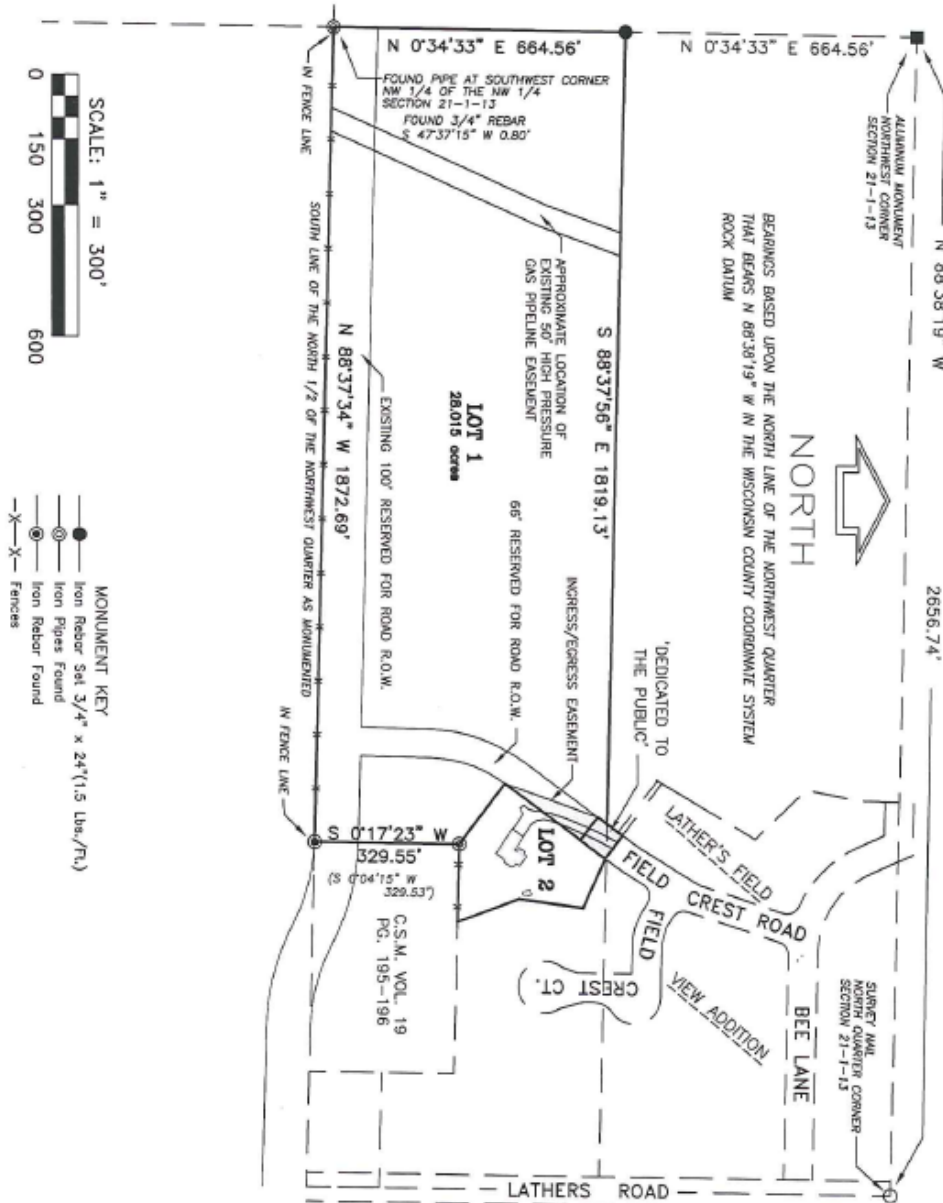 N 88°38'19" W
2656.74'
ALUMINUM MONUMENT
NORTHWEST CORNER
SECTION 21-1-13
SURVEY NAIL
NORTH QUARTER CORNER
SECTION 21-1-13
N 0°34'33" E 664.56'
N 0°34'33" E 664.56'
BEARINGS BASED UPON THE NORTH LINE OF THE NORTHWEST QUARTER
THAT BEARS N 88°38'19" W IN THE WISCONSIN COUNTY COORDINATE SYSTEM
ROCK DATUM
NORTH
BEE LANE
LATHER'S FIELD
VIEW ADDITION
FIELD CREST ROAD
FIELD
CREST CT.
'DEDICATED TO
THE PUBLIC'
S 88°37'56" E 1819.13'
INGRESS/EGRESS EASEMENT
66' RESERVED FOR ROAD R.O.W.
APPROXIMATE LOCATION OF
EXISTING 50' HIGH PRESSURE
GAS PIPELINE EASEMENT
LOT 1
28.015 acres
LOT 2
FOUND PIPE AT SOUTHWEST CORNER
NW 1/4 OF THE NW 1/4
SECTION 21-1-13
FOUND 3/4" REBAR
S 47°37'15" W 0.80'
EXISTING 100' RESERVED FOR ROAD R.O.W.
N 88°37'34" W 1872.69'
SOUTH LINE OF THE NORTH 1/2 OF THE NORTHWEST QUARTER AS MONUMENTED
IN FENCE LINE
IN FENCE LINE
S 0°17'23" W
329.55'
(S 0°04'15" W
329.53')
C.S.M. VOL. 19
PG. 195-196
LATHERS ROAD
SCALE: 1" = 300'
0 150 300 600
MONUMENT KEY
Iron Rebar Set 3/4" x 24"(1.5 Lbs./Ft.)
Iron Pipes Found
Iron Rebar Found
-X—X- Fences